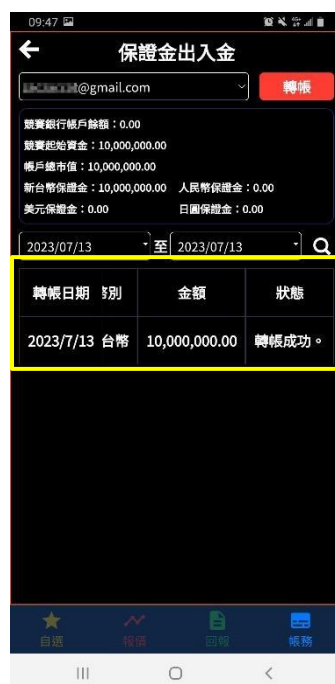 09:47
保證金出入金
@gmail.com
轉帳
競賽銀行帳戶餘額：0.00
競賽起始資金：10,000,000.00
帳戶總市值：10,000,000.00
新台幣保證金：10,000,000.00 人民幣保證金：0.00
美元保證金：0.00 日圓保證金：0.00
2023/07/13 至 2023/07/13
轉帳日期 別 金額 狀態
2023/7/13 台幣 10,000,000.00 轉帳成功。
自選 報價 回報 帳務